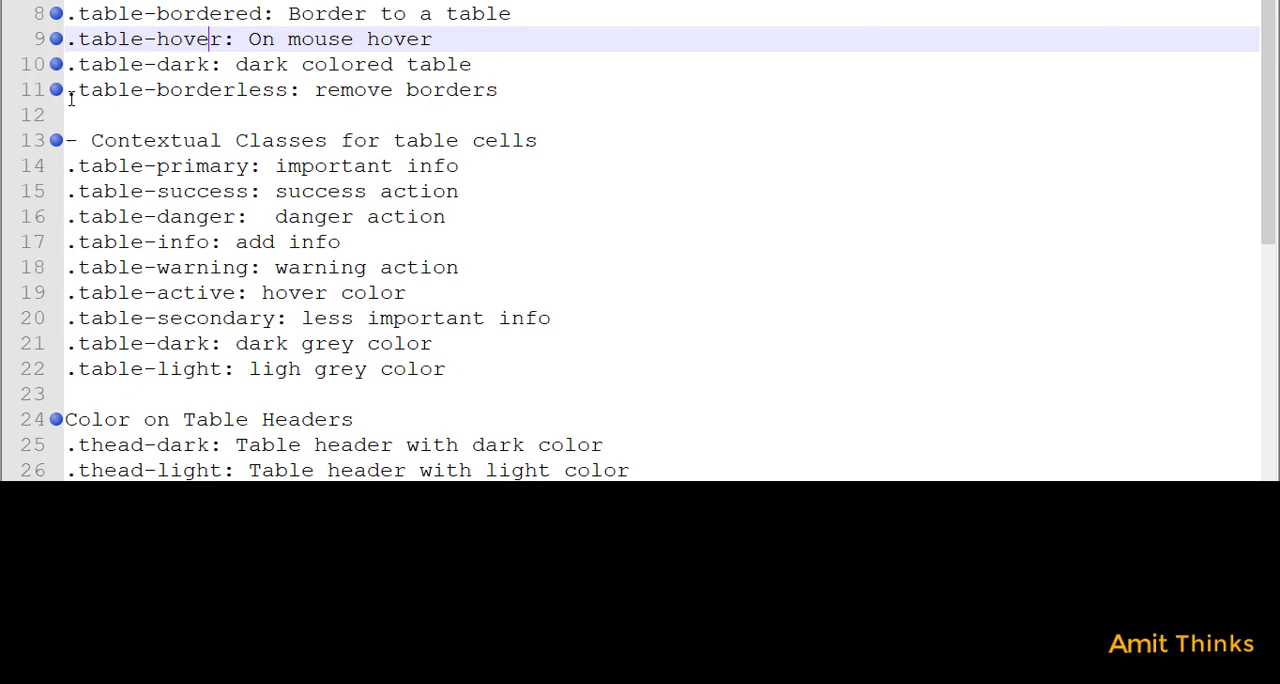 8 .table-bordered: Border to a table
9 .table-hover: On mouse hover
10 .table-dark: dark colored table
11 .table-borderless: remove borders
12
13 - Contextual Classes for table cells
14 .table-primary: important info
15 .table-success: success action
16 .table-danger:  danger action
17 .table-info: add info
18 .table-warning: warning action
19 .table-active: hover color
20 .table-secondary: less important info
21 .table-dark: dark grey color
22 .table-light: ligh grey color
23
24 Color on Table Headers
25 .thead-dark: Table header with dark color
26 .thead-light: Table header with light color
Amit Thinks